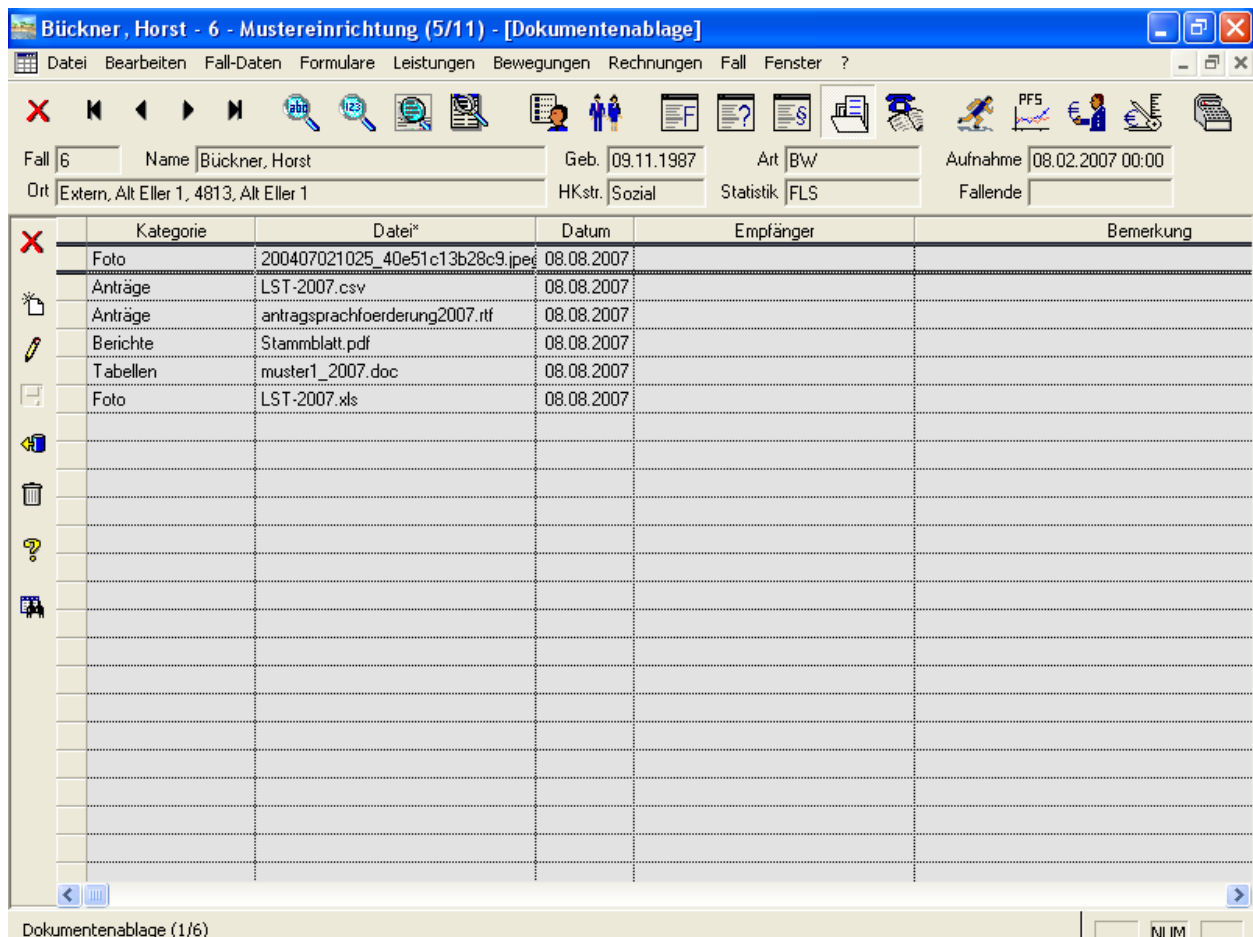 Bückner, Horst - 6 - Mustereinrichtung (5/11) - [Dokumentenablage]
Datei Bearbeiten Fall-Daten Formulare Leistungen Bewegungen Rechnungen Fall Fenster ?
abc 123 F ? § PFS € €
Fall 6 Name Bückner, Horst Geb. 09.11.1987 Art BW Aufnahme 08.02.2007 00:00
Ort Extern, Alt Eller 1, 4813, Alt Eller 1 HKstr. Sozial Statistik FLS Fallende
Kategorie Datei* Datum Empfänger Bemerkung
Foto 200407021025_40e51c13b28c9.jpeg 08.08.2007
Anträge LST-2007.csv 08.08.2007
Anträge antragsprachfoerderung2007.rtf 08.08.2007
Berichte Stammblatt.pdf 08.08.2007
Tabellen muster1_2007.doc 08.08.2007
Foto LST-2007.xls 08.08.2007
Dokumentenablage (1/6) NUM